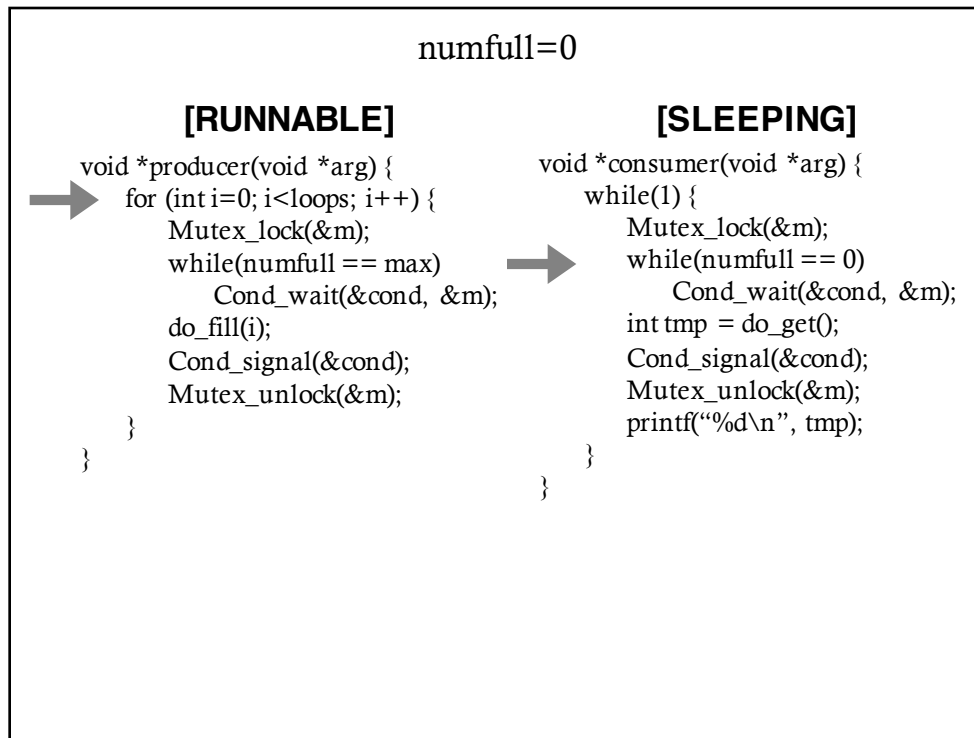 numfull=0
[RUNNABLE]
void *producer(void *arg) {
for (int i=0; i<loops; i++) {
Mutex_lock(&m);
while(numfull == max)
Cond_wait(&cond, &m);
do_fill(i);
Cond_signal(&cond);
Mutex_unlock(&m);
}
}
[SLEEPING]
void *consumer(void *arg) {
while(1) {
Mutex_lock(&m);
while(numfull == 0)
Cond_wait(&cond, &m);
int tmp = do_get();
Cond_signal(&cond);
Mutex_unlock(&m);
printf(“%d\n”, tmp);
}
}